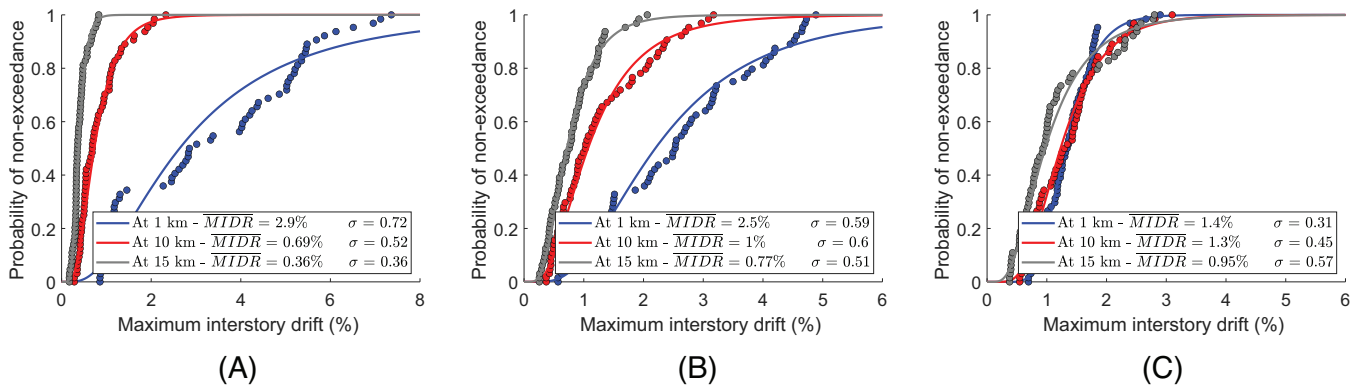 Probability of non-exceedance
1
0.8
0.6
0.4
0.2
0
At 1 km - MIDR = 2.9% σ = 0.72
At 10 km - MIDR = 0.69% σ = 0.52
At 15 km - MIDR = 0.36% σ = 0.36
0 2 4 6 8
Maximum interstory drift (%)
(A)
Probability of non-exceedance
1
0.8
0.6
0.4
0.2
0
At 1 km - MIDR = 2.5% σ = 0.59
At 10 km - MIDR = 1% σ = 0.6
At 15 km - MIDR = 0.77% σ = 0.51
0 1 2 3 4 5 6
Maximum interstory drift (%)
(B)
Probability of non-exceedance
1
0.8
0.6
0.4
0.2
0
At 1 km - MIDR = 1.4% σ = 0.31
At 10 km - MIDR = 1.3% σ = 0.45
At 15 km - MIDR = 0.95% σ = 0.57
0 1 2 3 4 5 6
Maximum interstory drift (%)
(C)